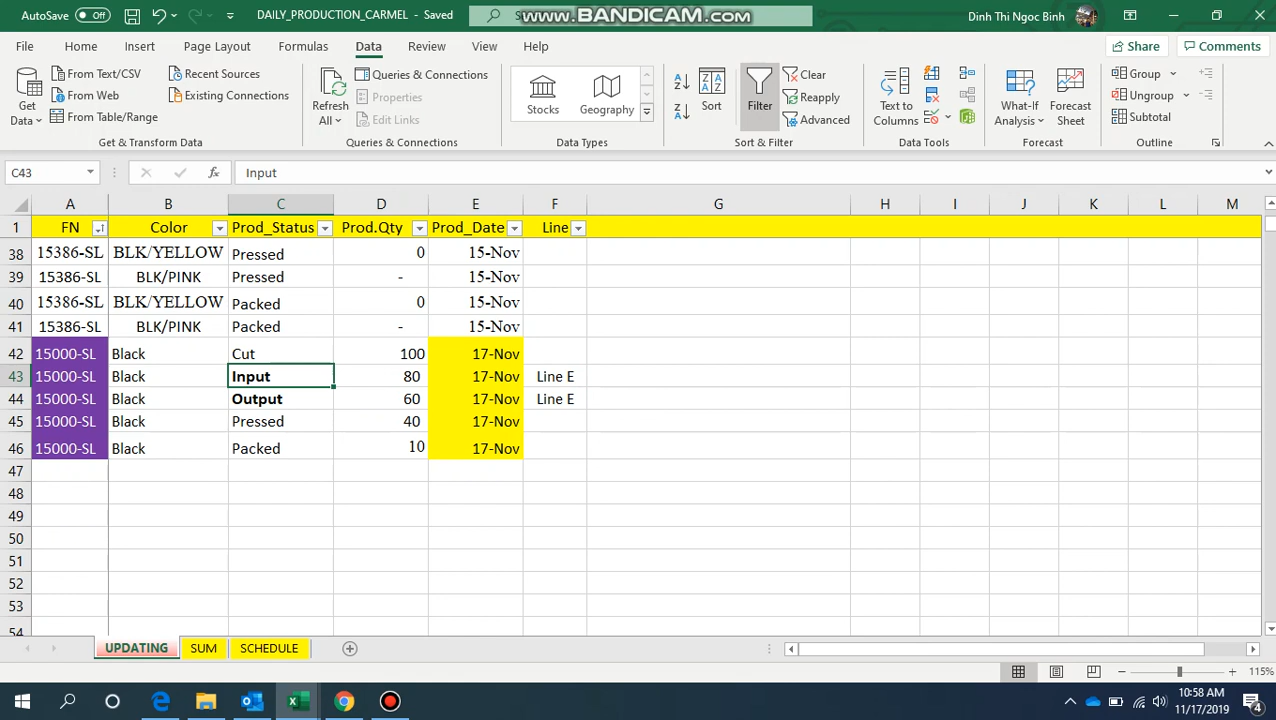 AutoSave Off DAILY_PRODUCTION_CARMEL - Saved www.BANDICAM.com Dinh Thi Ngoc Binh
File Home Insert Page Layout Formulas Data Review View Help Share Comments
Get Data From Text/CSV From Web From Table/Range Recent Sources Existing Connections
Refresh All Queries & Connections Properties Edit Links
Stocks Geography
Sort Filter Clear Reapply Advanced
Text to Columns What-If Analysis Forecast Sheet Group Ungroup Subtotal
Get & Transform Data Queries & Connections Data Types Sort & Filter Data Tools Forecast Outline
C43 fx Input
A B C D E F G H I J K L M
1 FN Color Prod_Status Prod.Qty Prod_Date Line
38 15386-SL BLK/YELLOW Pressed 0 15-Nov
39 15386-SL BLK/PINK Pressed - 15-Nov
40 15386-SL BLK/YELLOW Packed 0 15-Nov
41 15386-SL BLK/PINK Packed - 15-Nov
42 15000-SL Black Cut 100 17-Nov
43 15000-SL Black Input 80 17-Nov Line E
44 15000-SL Black Output 60 17-Nov Line E
45 15000-SL Black Pressed 40 17-Nov
46 15000-SL Black Packed 10 17-Nov
47
48
49
50
51
52
53
54
UPDATING SUM SCHEDULE
115%
10:58 AM
11/17/2019
4